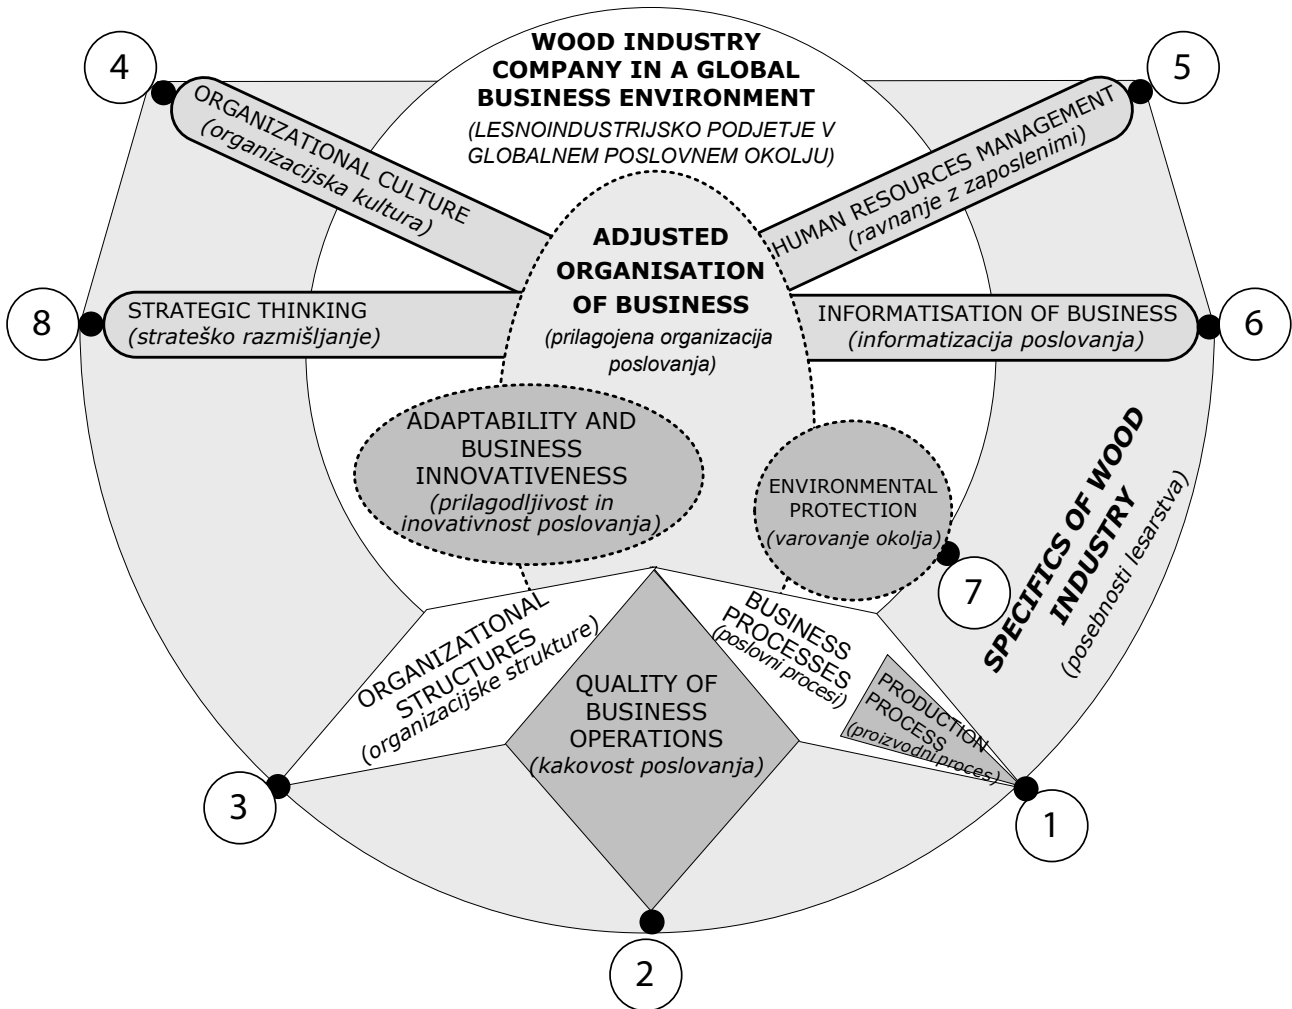 WOOD INDUSTRY
COMPANY IN A GLOBAL
BUSINESS ENVIRONMENT
(LESNOINDUSTRIJSKO PODJETJE V
GLOBALNEM POSLOVNEM OKOLJU)
4
ORGANIZATIONAL CULTURE
(organizacijska kultura)
5
HUMAN RESOURCES MANAGEMENT
(ravnanje z zaposlenimi)
ADJUSTED
ORGANISATION
OF BUSINESS
(prilagojena organizacija
poslovanja)
8
STRATEGIC THINKING
(strateško razmišljanje)
INFORMATISATION OF BUSINESS
(informatizacija poslovanja)
6
ADAPTABILITY AND
BUSINESS
INNOVATIVENESS
(prilagodljivost in
inovativnost poslovanja)
ENVIRONMENTAL
PROTECTION
(varovanje okolja)
7
SPECIFICS OF WOOD
INDUSTRY
(posebnosti lesarstva)
ORGANIZATIONAL
STRUCTURES
(organizacijske strukture)
3
QUALITY OF
BUSINESS
OPERATIONS
(kakovost poslovanja)
2
BUSINESS
PROCESSES
(poslovni procesi)
PRODUCTION
PROCESS
(proizvodni proces)
1